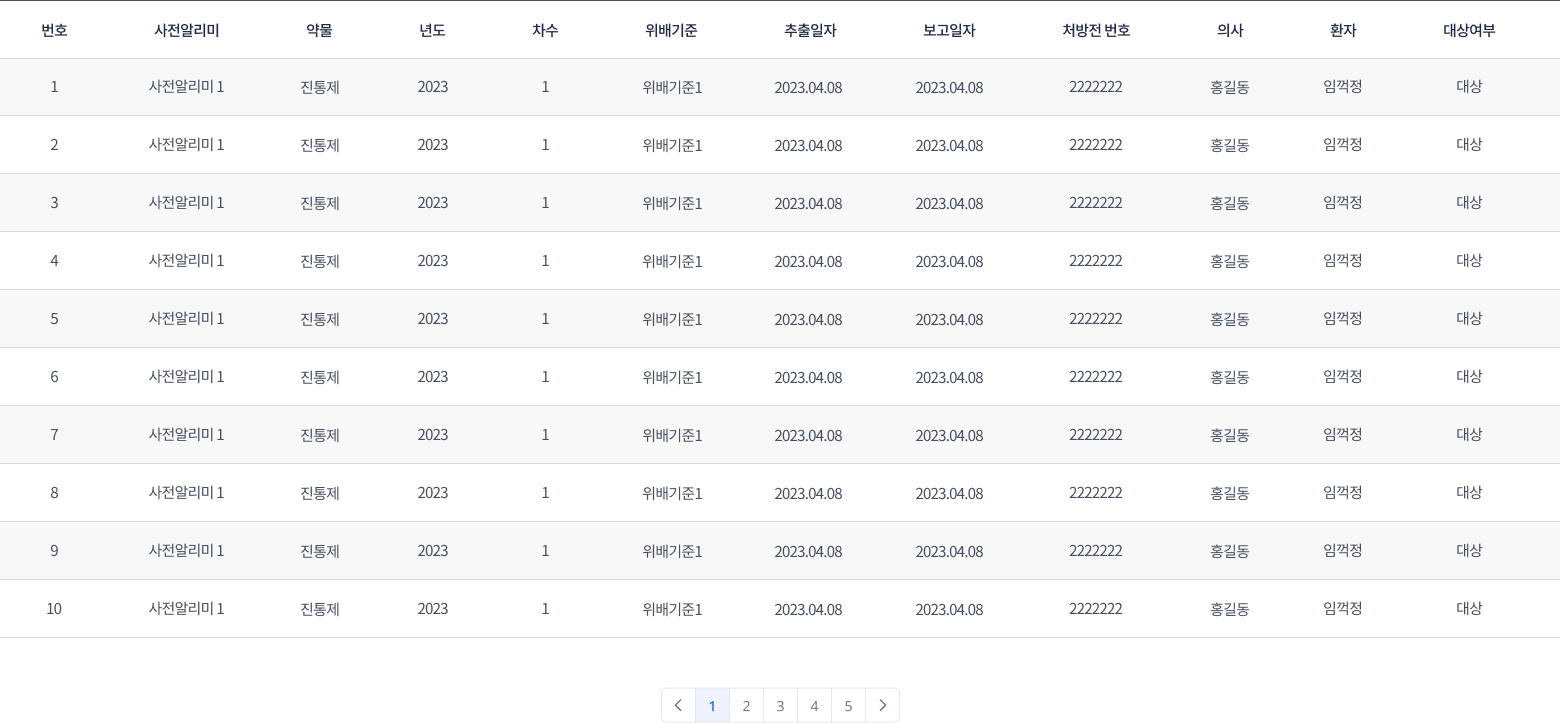 번호 사전알리미 약물 년도 차수 위배기준 추출일자 보고일자 처방전 번호 의사 환자 대상여부
1 사전알리미 1 진통제 2023 1 위배기준1 2023.04.08 2023.04.08 2222222 홍길동 임꺽정 대상
2 사전알리미 1 진통제 2023 1 위배기준1 2023.04.08 2023.04.08 2222222 홍길동 임꺽정 대상
3 사전알리미 1 진통제 2023 1 위배기준1 2023.04.08 2023.04.08 2222222 홍길동 임꺽정 대상
4 사전알리미 1 진통제 2023 1 위배기준1 2023.04.08 2023.04.08 2222222 홍길동 임꺽정 대상
5 사전알리미 1 진통제 2023 1 위배기준1 2023.04.08 2023.04.08 2222222 홍길동 임꺽정 대상
6 사전알리미 1 진통제 2023 1 위배기준1 2023.04.08 2023.04.08 2222222 홍길동 임꺽정 대상
7 사전알리미 1 진통제 2023 1 위배기준1 2023.04.08 2023.04.08 2222222 홍길동 임꺽정 대상
8 사전알리미 1 진통제 2023 1 위배기준1 2023.04.08 2023.04.08 2222222 홍길동 임꺽정 대상
9 사전알리미 1 진통제 2023 1 위배기준1 2023.04.08 2023.04.08 2222222 홍길동 임꺽정 대상
10 사전알리미 1 진통제 2023 1 위배기준1 2023.04.08 2023.04.08 2222222 홍길동 임꺽정 대상
1 2 3 4 5